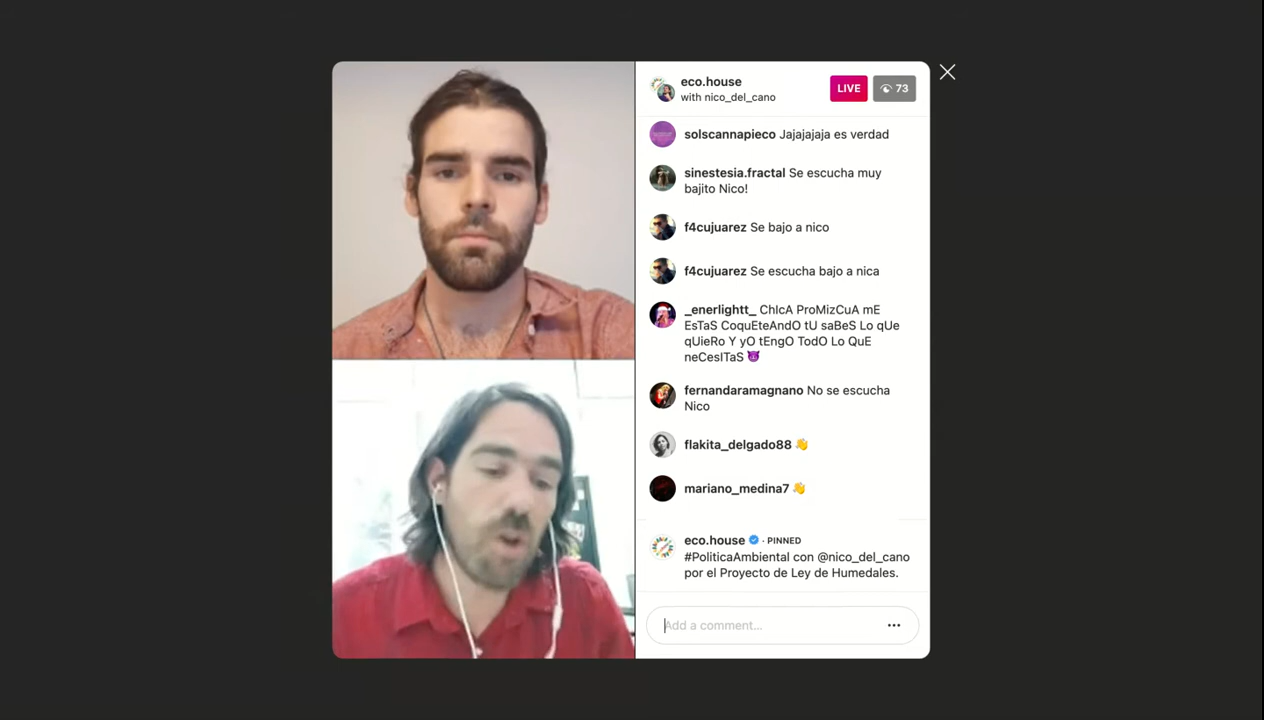 eco.house
with nico_del_cano
LIVE
73
solscannapieco Jajajajaja es verdad
sinestesia.fractal Se escucha muy
bajito Nico!
f4cujuarez Se bajo a nico
f4cujuarez Se escucha bajo a nica
_enerlightt_ ChIcA ProMizCuA mE
EsTaS CoquEteAndO tU saBeS Lo qUe
qUieRo Y yO tEngO TodO Lo QuE
neCesITaS 😈
fernandaramagnano No se escucha
Nico
flakita_delgado88 👋
mariano_medina7 👋
eco.house · PINNED
#PoliticaAmbiental con @nico_del_cano
por el Proyecto de Ley de Humedales.
Add a comment...